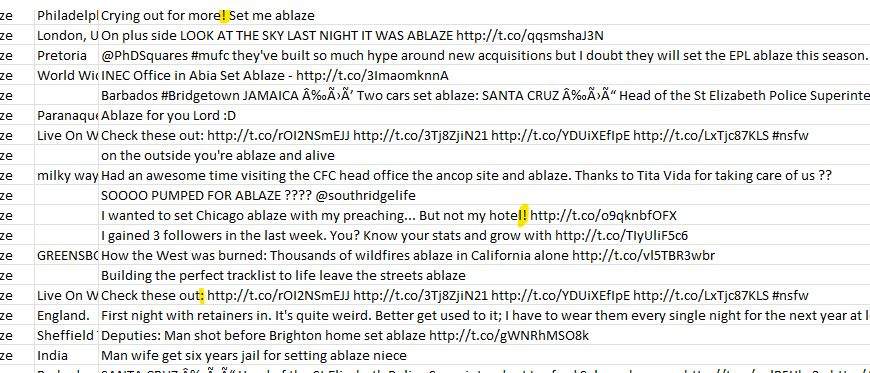 ze Philadelpl Crying out for more! Set me ablaze
ze London, U On plus side LOOK AT THE SKY LAST NIGHT IT WAS ABLAZE http://t.co/qqsmshaJ3N
ze Pretoria @PhDSquares #mufc they've built so much hype around new acquisitions but I doubt they will set the EPL ablaze this season.
ze World Wid INEC Office in Abia Set Ablaze - http://t.co/3ImaomknnA
ze Barbados #Bridgetown JAMAICA Â‰Ã›Ã’ Two cars set ablaze: SANTA CRUZ Â‰Ã›Ã“ Head of the St Elizabeth Police Superinte
ze Paranaque Ablaze for you Lord :D
ze Live On W Check these out: http://t.co/rOI2NSmEJJ http://t.co/3Tj8ZjiN21 http://t.co/YDUiXEfIpE http://t.co/LxTjc87KLS #nsfw
ze on the outside you're ablaze and alive
ze milky way Had an awesome time visiting the CFC head office the ancop site and ablaze. Thanks to Tita Vida for taking care of us ??
ze SOOOO PUMPED FOR ABLAZE ???? @southridgelife
ze I wanted to set Chicago ablaze with my preaching... But not my hotel! http://t.co/o9qknbfOFX
ze I gained 3 followers in the last week. You? Know your stats and grow with http://t.co/TIyUliF5c6
ze GREENSBO How the West was burned: Thousands of wildfires ablaze in California alone http://t.co/vl5TBR3wbr
ze Building the perfect tracklist to life leave the streets ablaze
ze Live On W Check these out: http://t.co/rOI2NSmEJJ http://t.co/3Tj8ZjiN21 http://t.co/YDUiXEfIpE http://t.co/LxTjc87KLS #nsfw
ze England. First night with retainers in. It's quite weird. Better get used to it; I have to wear them every single night for the next year at l
ze Sheffield Deputies: Man shot before Brighton home set ablaze http://t.co/gWNRhMSO8k
ze India Man wife get six years jail for setting ablaze niece